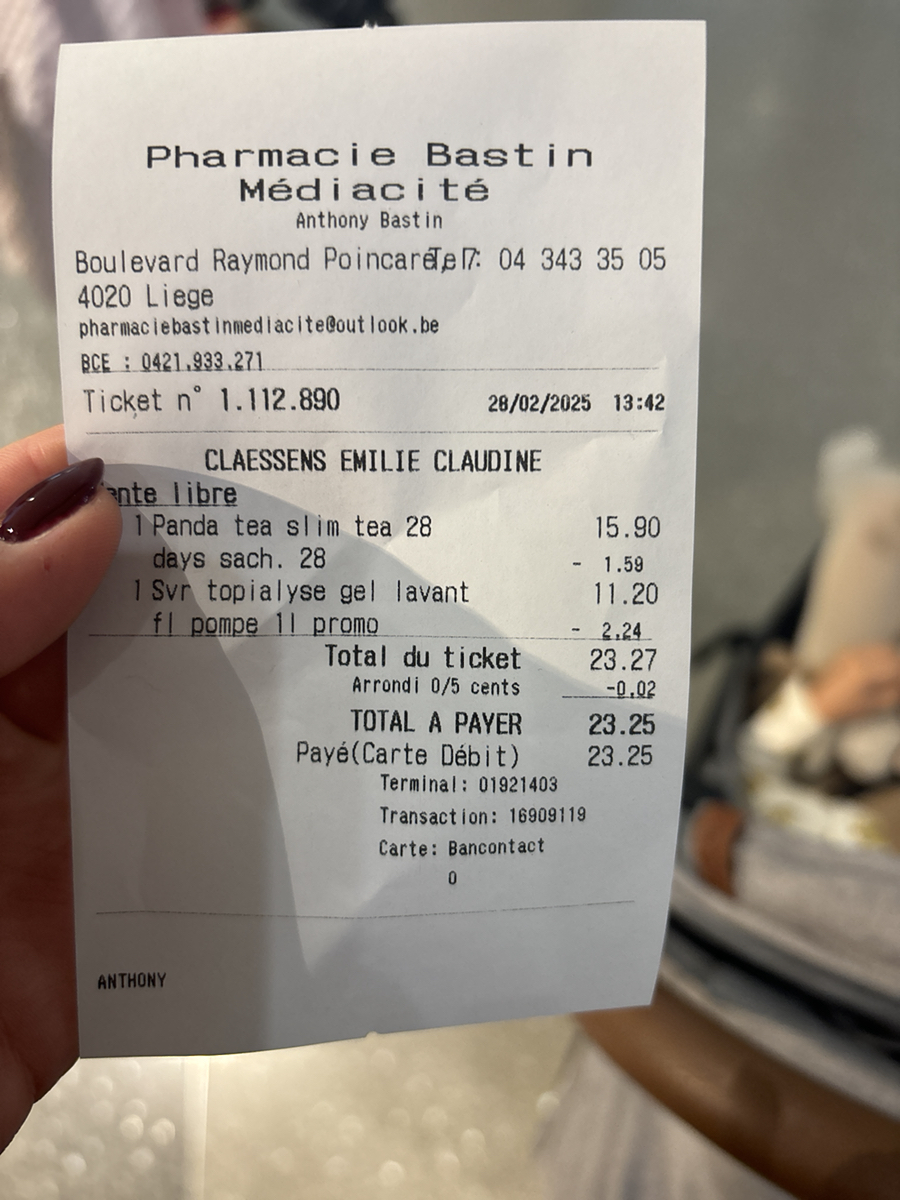 Pharmacie Bastin
Médiacité
Anthony Bastin
Boulevard Raymond Poincaré, 7 Tel : 04 343 35 05
4020 Liege
pharmaciebastinmediacite@outlook.be
BCE : 0421.933.271
Ticket n° 1.112.890 28/02/2025 13:42
CLAESSENS EMILIE CLAUDINE
ente libre
1 Panda tea slim tea 28 15.90
days sach. 28 - 1.59
1 Svr topialyse gel lavant 11.20
fl pompe 1l promo - 2.24
Total du ticket 23.27
Arrondi 0/5 cents -0.02
TOTAL A PAYER 23.25
Payé(Carte Débit) 23.25
Terminal: 01921403
Transaction: 16909119
Carte: Bancontact
0
ANTHONY